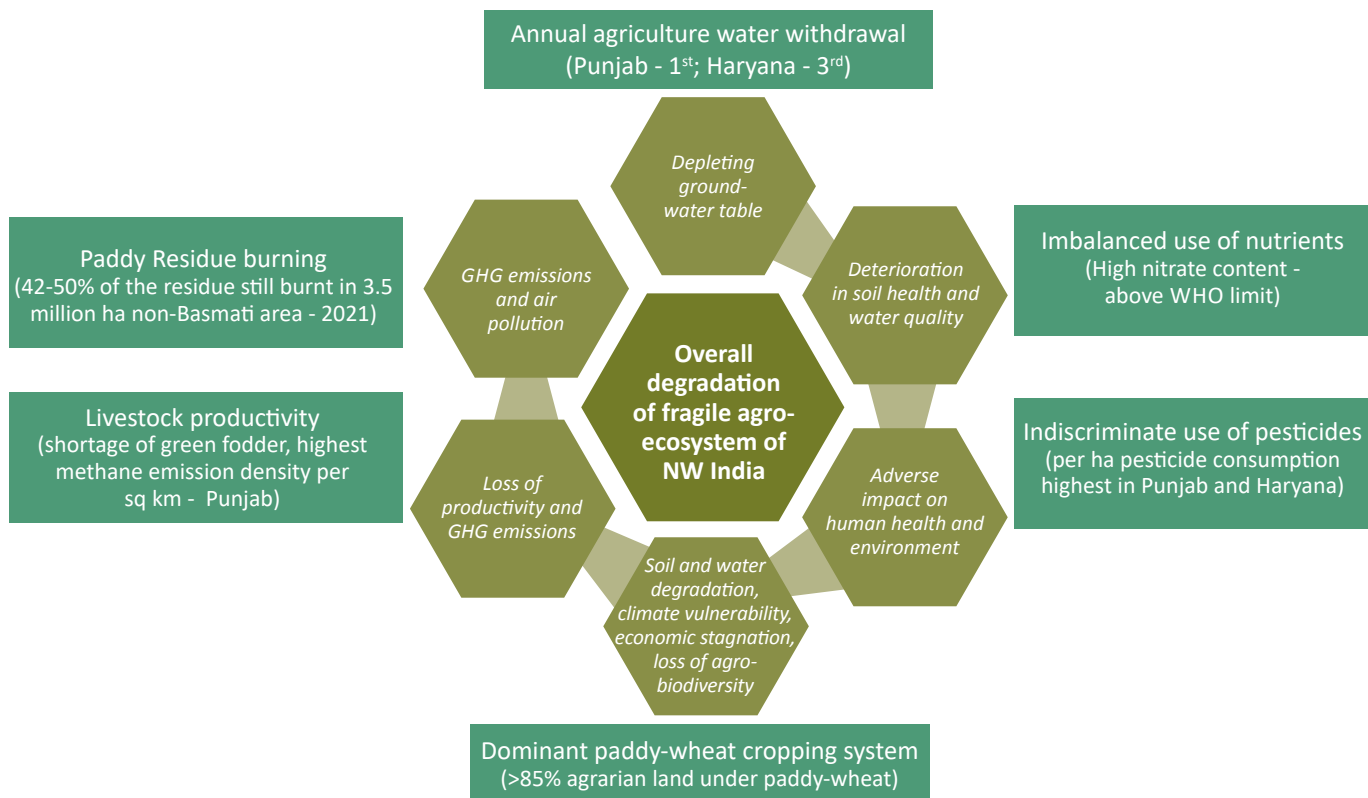 Annual agriculture water withdrawal
(Punjab - 1st; Haryana - 3rd)
Depleting
ground-
water table
Paddy Residue burning
(42-50% of the residue still burnt in 3.5
million ha non-Basmati area - 2021)
GHG emissions
and air
pollution
Deterioration
in soil health and
water quality
Imbalanced use of nutrients
(High nitrate content -
above WHO limit)
Overall
degradation
of fragile agro-
ecosystem of
NW India
Livestock productivity
(shortage of green fodder, highest
methane emission density per
sq km - Punjab)
Loss of
productivity and
GHG emissions
Adverse
impact on
human health and
environment
Indiscriminate use of pesticides
(per ha pesticide consumption
highest in Punjab and Haryana)
Soil and water
degradation,
climate vulnerability,
economic stagnation,
loss of agro-
biodiversity
Dominant paddy-wheat cropping system
(>85% agrarian land under paddy-wheat)